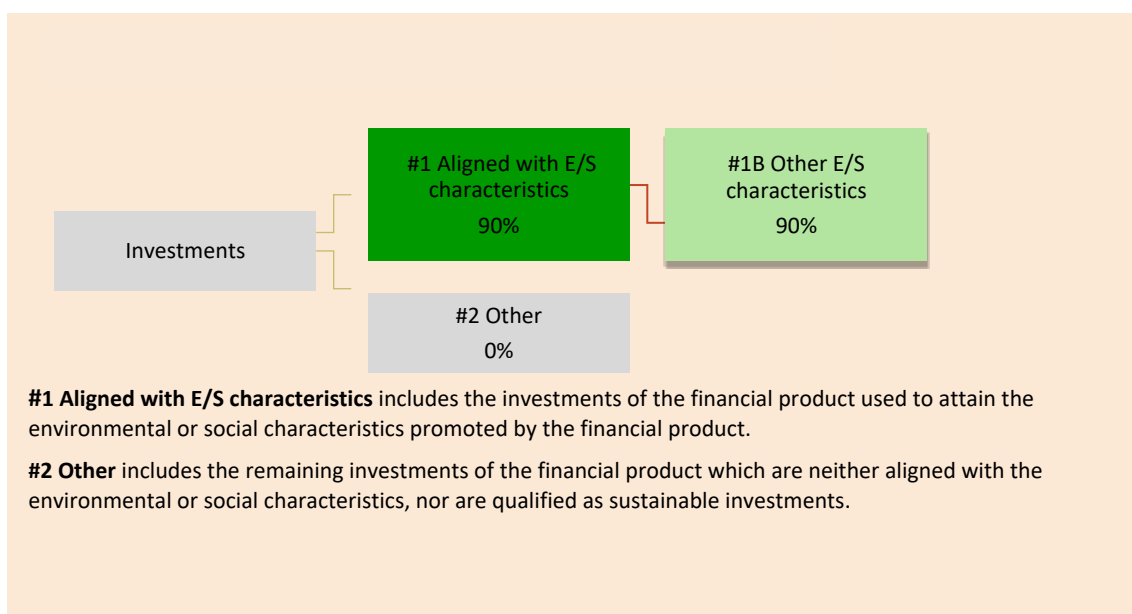 #1 Aligned with E/S
characteristics
90%
#1B Other E/S
characteristics
90%
Investments
#2 Other
0%
#1 Aligned with E/S characteristics includes the investments of the financial product used to attain the
environmental or social characteristics promoted by the financial product.
#2 Other includes the remaining investments of the financial product which are neither aligned with the
environmental or social characteristics, nor are qualified as sustainable investments.